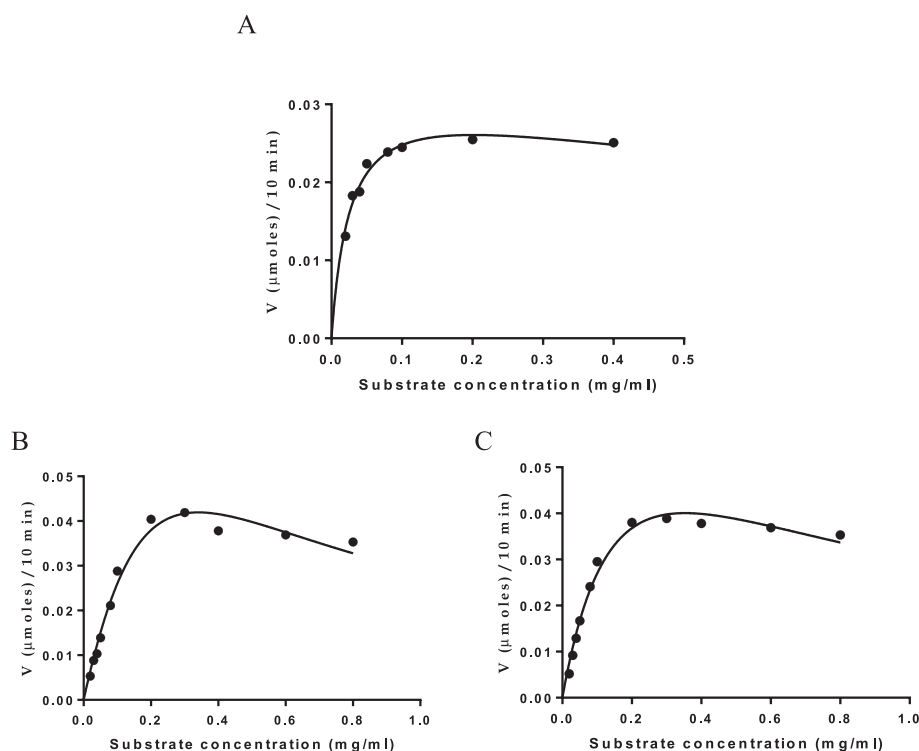 A
0.03
0.02
0.01
0.00
V (μmoles) / 10 min
0.0 0.1 0.2 0.3 0.4 0.5
Substrate concentration (mg/ml)
B
0.05
0.04
0.03
0.02
0.01
0.00
V (μmoles) / 10 min
0.0 0.2 0.4 0.6 0.8 1.0
Substrate concentration (mg/ml)
C
0.05
0.04
0.03
0.02
0.01
0.00
V (μmoles) / 10 min
0.0 0.2 0.4 0.6 0.8 1.0
Substrate concentration (mg/ml)